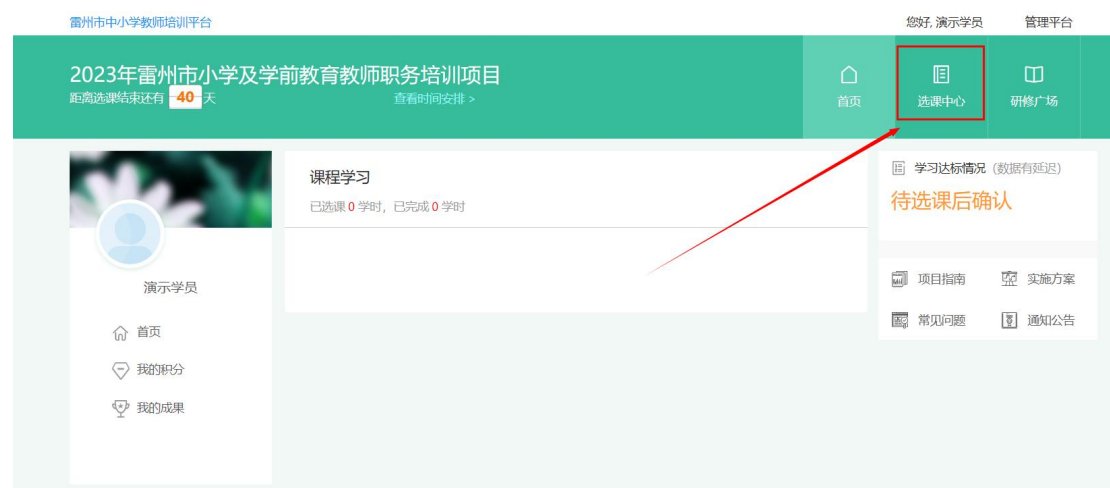 雷州市中小学教师培训平台
您好, 演示学员 管理平台
2023年雷州市小学及学前教育教师职务培训项目
距离选课结束还有 40 天 查看时间安排 >
首页
选课中心
研修广场
课程学习
已选课 0 学时，已完成 0 学时
学习达标情况（数据有延迟）
待选课后确认
演示学员
首页
我的积分
我的成果
项目指南 实施方案
常见问题 通知公告